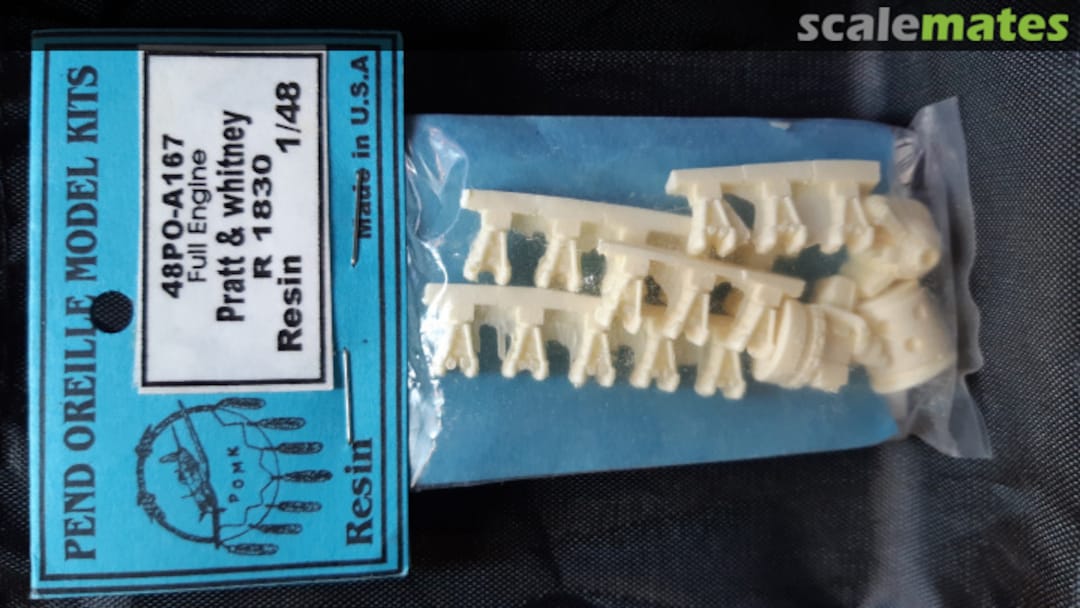 scalemates
PEND OREILLE MODEL KITS
48PO-A167
Full Engine
Pratt & whitney
R 1830
Resin 1/48
Made in U.S.A
POMK
Resin